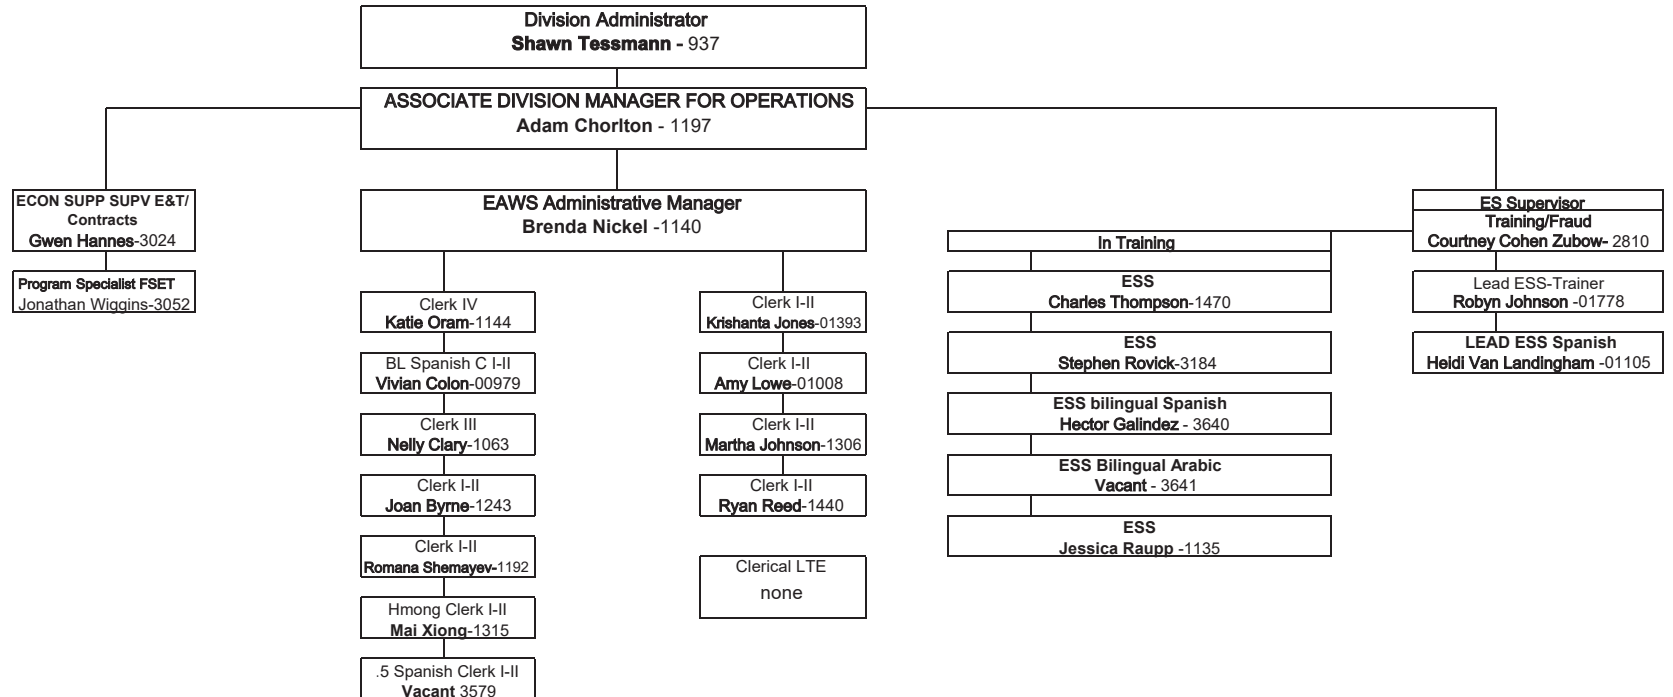 Division Administrator
Shawn Tessmann - 937
ASSOCIATE DIVISION MANAGER FOR OPERATIONS
Adam Chorlton - 1197
ECON SUPP SUPV E&T/
Contracts
Gwen Hannes-3024
Program Specialist FSET
Jonathan Wiggins-3052
EAWS Administrative Manager
Brenda Nickel -1140
Clerk IV
Katie Oram-1144
BL Spanish C I-II
Vivian Colon-00979
Clerk III
Nelly Clary-1063
Clerk I-II
Joan Byrne-1243
Clerk I-II
Romana Shemayev-1192
Hmong Clerk I-II
Mai Xiong-1315
.5 Spanish Clerk I-II
Vacant 3579
Clerk I-II
Krishanta Jones-01393
Clerk I-II
Amy Lowe-01008
Clerk I-II
Martha Johnson-1306
Clerk I-II
Ryan Reed-1440
Clerical LTE
none
In Training
ESS
Charles Thompson-1470
ESS
Stephen Rovick-3184
ESS bilingual Spanish
Hector Galindez - 3640
ESS Bilingual Arabic
Vacant - 3641
ESS
Jessica Raupp -1135
ES Supervisor
Training/Fraud
Courtney Cohen Zubow- 2810
Lead ESS-Trainer
Robyn Johnson -01778
LEAD ESS Spanish
Heidi Van Landingham -01105